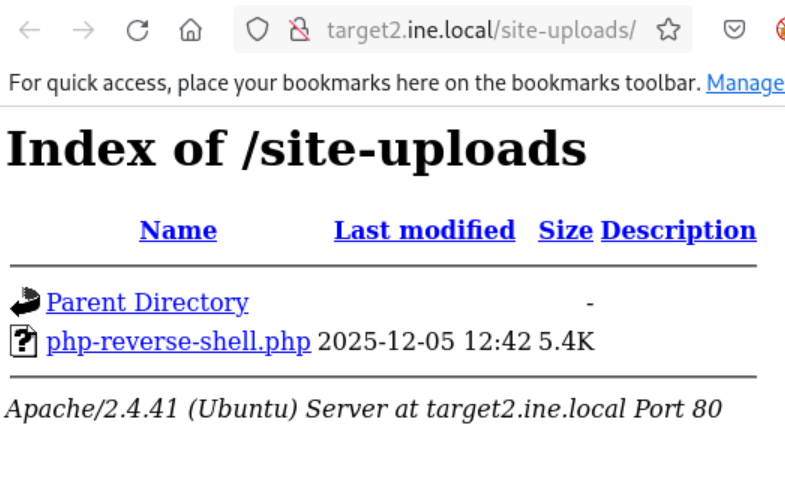 target2.ine.local/site-uploads/
For quick access, place your bookmarks here on the bookmarks toolbar. Manage
Index of /site-uploads
Name Last modified Size Description
Parent Directory -
php-reverse-shell.php 2025-12-05 12:42 5.4K
Apache/2.4.41 (Ubuntu) Server at target2.ine.local Port 80